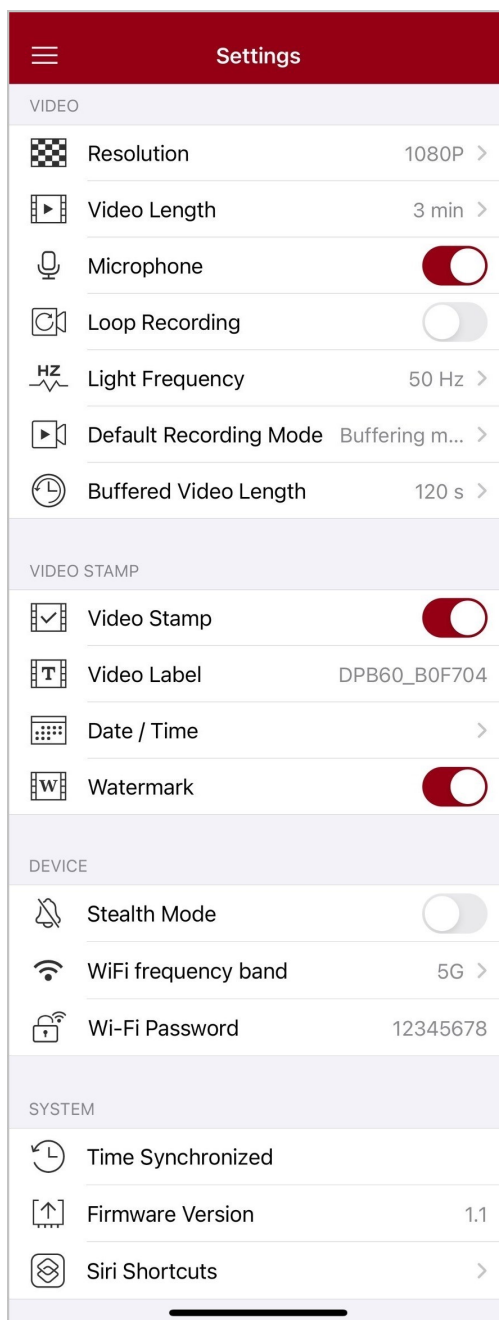 Settings
VIDEO
Resolution 1080P
Video Length 3 min
Microphone
Loop Recording
HZ Light Frequency 50 Hz
Default Recording Mode Buffering m...
Buffered Video Length 120 s
VIDEO STAMP
Video Stamp
T Video Label DPB60_B0F704
Date / Time
W Watermark
DEVICE
Stealth Mode
WiFi frequency band 5G
Wi-Fi Password 12345678
SYSTEM
Time Synchronized
Firmware Version 1.1
Siri Shortcuts